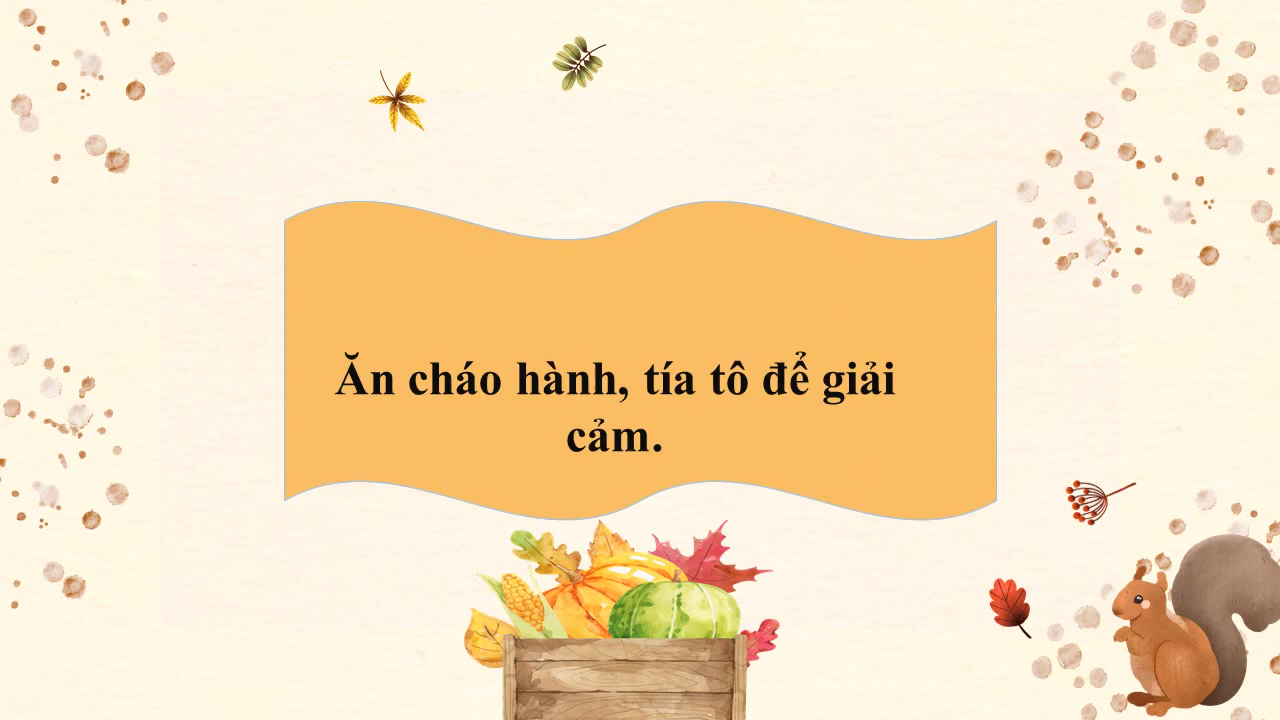 Ăn cháo hành, tía tô để giải
cảm.